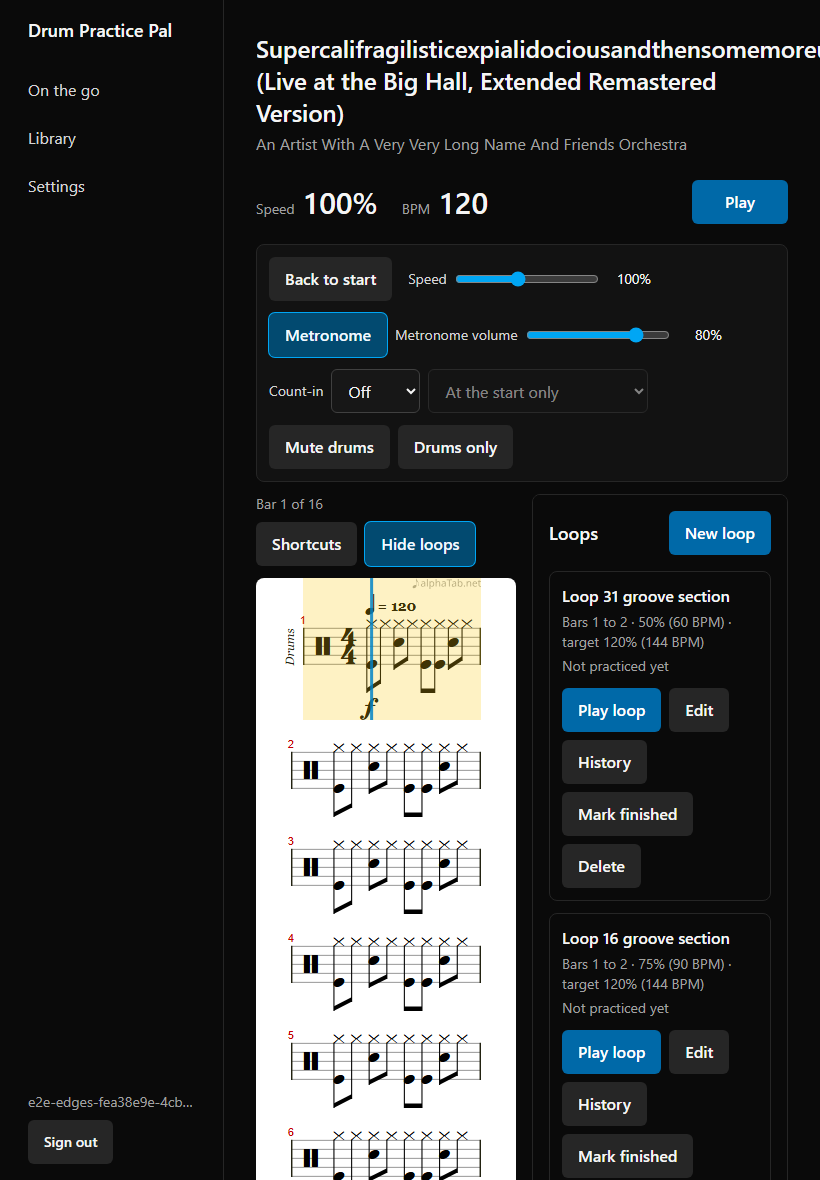 Drum Practice Pal
On the go
Library
Settings
e2e-edges-fea38e9e-4cb...
Sign out
(Live at the Big Hall, Extended Remastered
Version)
An Artist With A Very Very Long Name And Friends Orchestra
Speed 100% BPM 120
Play
Back to start Speed 100%
Metronome Metronome volume 80%
Count-in Off At the start only
Mute drums Drums only
Bar 1 of 16
Shortcuts Hide loops
alphaTab.net
= 120
1
Drums
4
4
f
2
3
4
5
6
Loops New loop
Loop 31 groove section
Bars 1 to 2 · 50% (60 BPM) ·
target 120% (144 BPM)
Not practiced yet
Play loop Edit
History
Mark finished
Delete
Loop 16 groove section
Bars 1 to 2 · 75% (90 BPM) ·
target 120% (144 BPM)
Not practiced yet
Play loop Edit
History
Mark finished